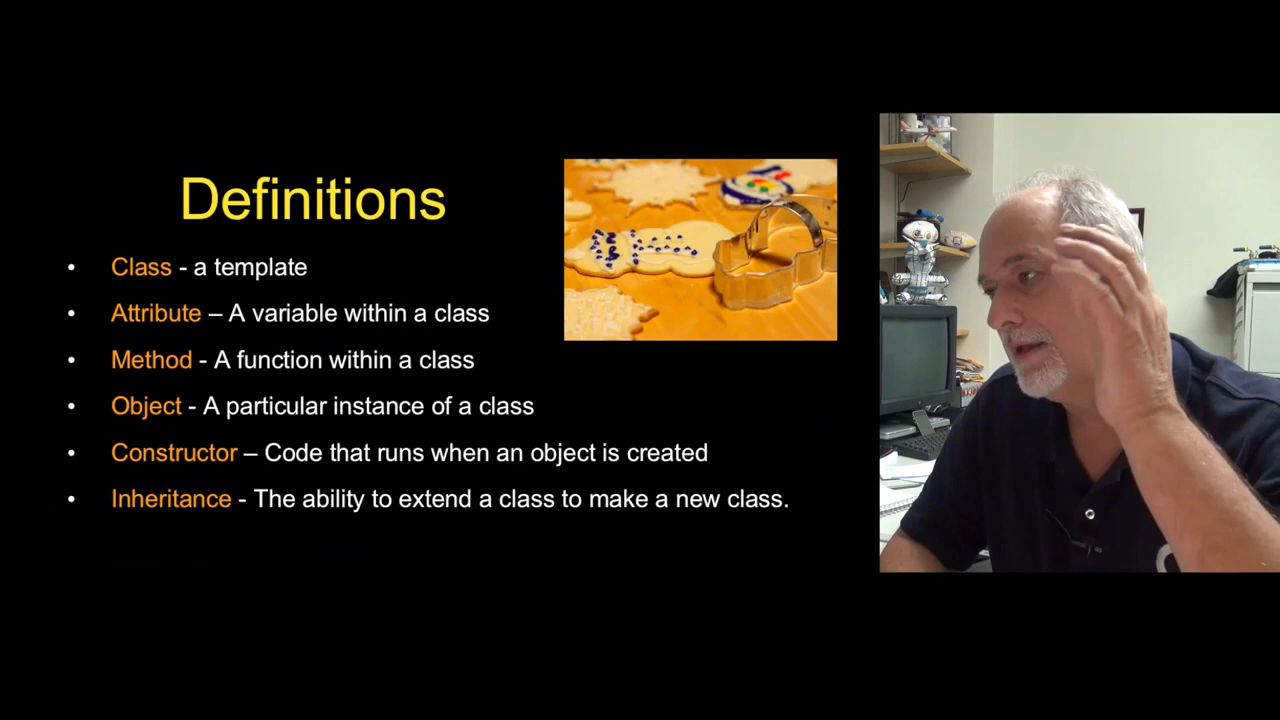 Definitions
• Class - a template
• Attribute – A variable within a class
• Method - A function within a class
• Object - A particular instance of a class
• Constructor – Code that runs when an object is created
• Inheritance - The ability to extend a class to make a new class.